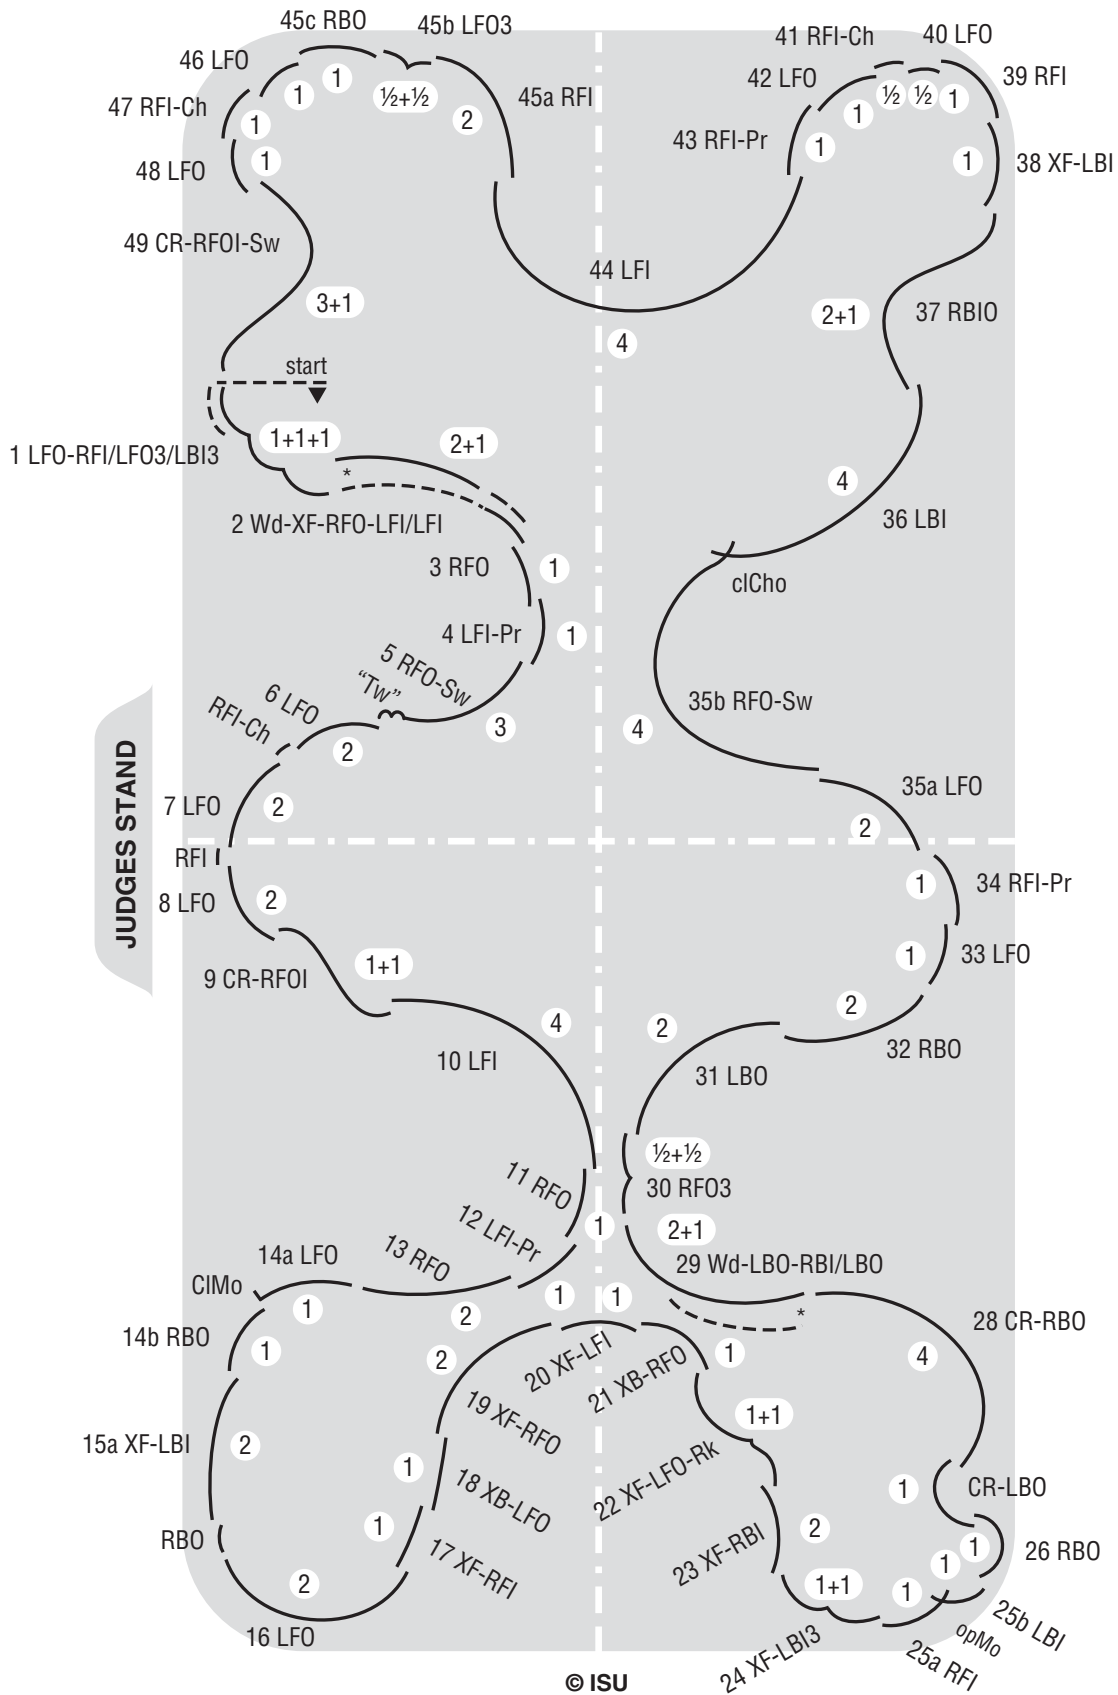 45c RBO
45b LFO3
46 LFO
41 RFI-Ch
40 LFO
42 LFO
39 RFI
47 RFI-Ch
45a RFI
43 RFI-Pr
38 XF-LBI
48 LFO
1
1
½+½
2
1
½
½
1
1
1
1
1
49 CR-RFOI-Sw
44 LFI
3+1
2+1
37 RBIO
4
start
1+1+1
2+1
1 LFO-RFI/LFO3/LBI3
*
4
2 Wd-XF-RFO-LFI/LFI
36 LBI
3 RFO
1
clCho
4 LFI-Pr
1
5 RFO-Sw
"Tw"
6 LFO
RFI-Ch
35b RFO-Sw
3
4
2
JUDGES STAND
7 LFO
2
35a LFO
2
RFI
8 LFO
2
1
34 RFI-Pr
33 LFO
1
9 CR-RFOI
1+1
2
4
2
32 RBO
10 LFI
31 LBO
½+½
11 RFO
30 RFO3
12 LFI-Pr
1
2+1
13 RFO
14a LFO
29 Wd-LBO-RBI/LBO
ClMo
1
2
1
1
*
28 CR-RBO
14b RBO
1
2
20 XF-LFI
21 XB-RFO
1
4
19 XF-RFO
1+1
15a XF-LBI
2
1
18 XB-LFO
22 XF-LFO-Rk
1
CR-LBO
RBO
1
17 XF-RFI
23 XF-RBI
2
1
26 RBO
2
1+1
1
1
16 LFO
24 XF-LBI3
25a RFI
opMo
25b LBI
© ISU